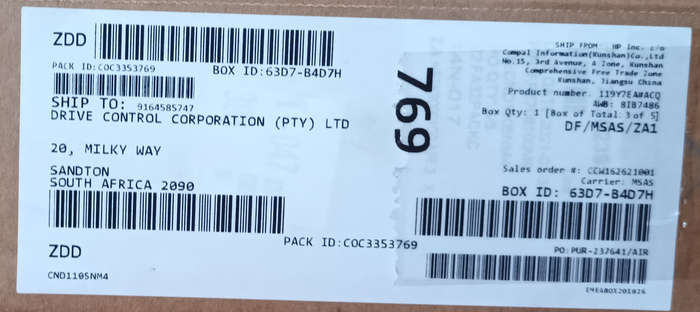 ZDD
PACK ID:COC3353769
BOX ID:63D7-B4D7H
SHIP TO: 9164585747
DRIVE CONTROL CORPORATION (PTY) LTD
20, MILKY WAY
SANDTON
SOUTH AFRICA 2090
PACK ID:COC3353769
ZDD
CND1105NM4
769
SHIP FROM HP Inc. c/o
Compal Information(Kunshan)Co.,Ltd
No.15, 3rd Avenue, A Zone, Kunshan
Comprehensive Free Trade Zone
Kunshan, Jiangsu China
Product number 119Y7EA#ACQ
AWB: 8IB7486
Box Qty: 1 [Box of Total 3 of 5]
DF/MSAS/ZA1
Sales order #: CCW162621001
Carrier: MSAS
BOX ID: 63D7-B4D7H
PO:PUR-237641/AIR